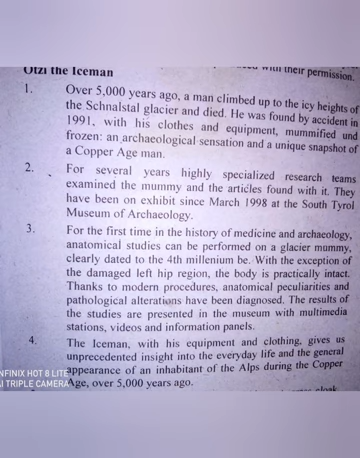 with their permission.
Otzi the Iceman
1. Over 5,000 years ago, a man climbed up to the icy heights of
the Schnalstal glacier and died. He was found by accident in
1991, with his clothes and equipment, mummified und
frozen: an archaeological sensation and a unique snapshot of
a Copper Age man.
2. For several years highly specialized research teams
examined the mummy and the articles found with it. They
have been on exhibit since March 1998 at the South Tyrol
Museum of Archaeology.
3. For the first time in the history of medicine and archaeology,
anatomical studies can be performed on a glacier mummy,
clearly dated to the 4th millenium be. With the exception of
the damaged left hip region, the body is practically intact.
Thanks to modern procedures, anatomical peculiarities and
pathological alterations have been diagnosed. The results of
the studies are presented in the museum with multimedia
stations, videos and information panels.
4. The Iceman, with his equipment and clothing, gives us
unprecedented insight into the everyday life and the general
appearance of an inhabitant of the Alps during the Copper
Age, over 5,000 years ago.
cloak
NFINIX HOT 8 LITE
AI TRIPLE CAMERA